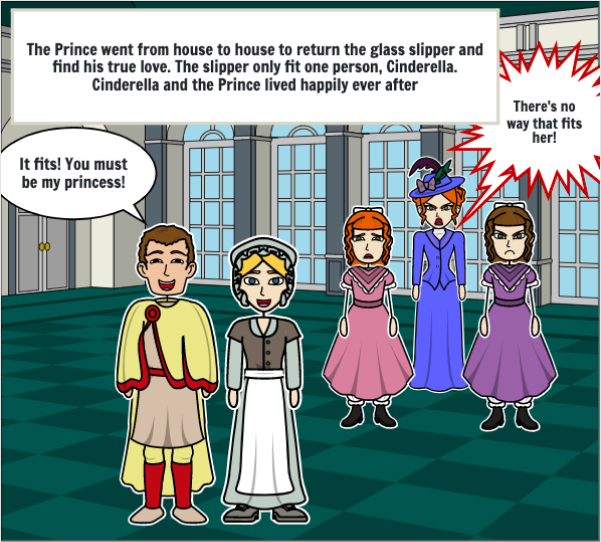 The Prince went from house to house to return the glass slipper and
find his true love. The slipper only fit one person, Cinderella.
Cinderella and the Prince lived happily ever after
It fits! You must
be my princess!
There's no
way that fits
her!